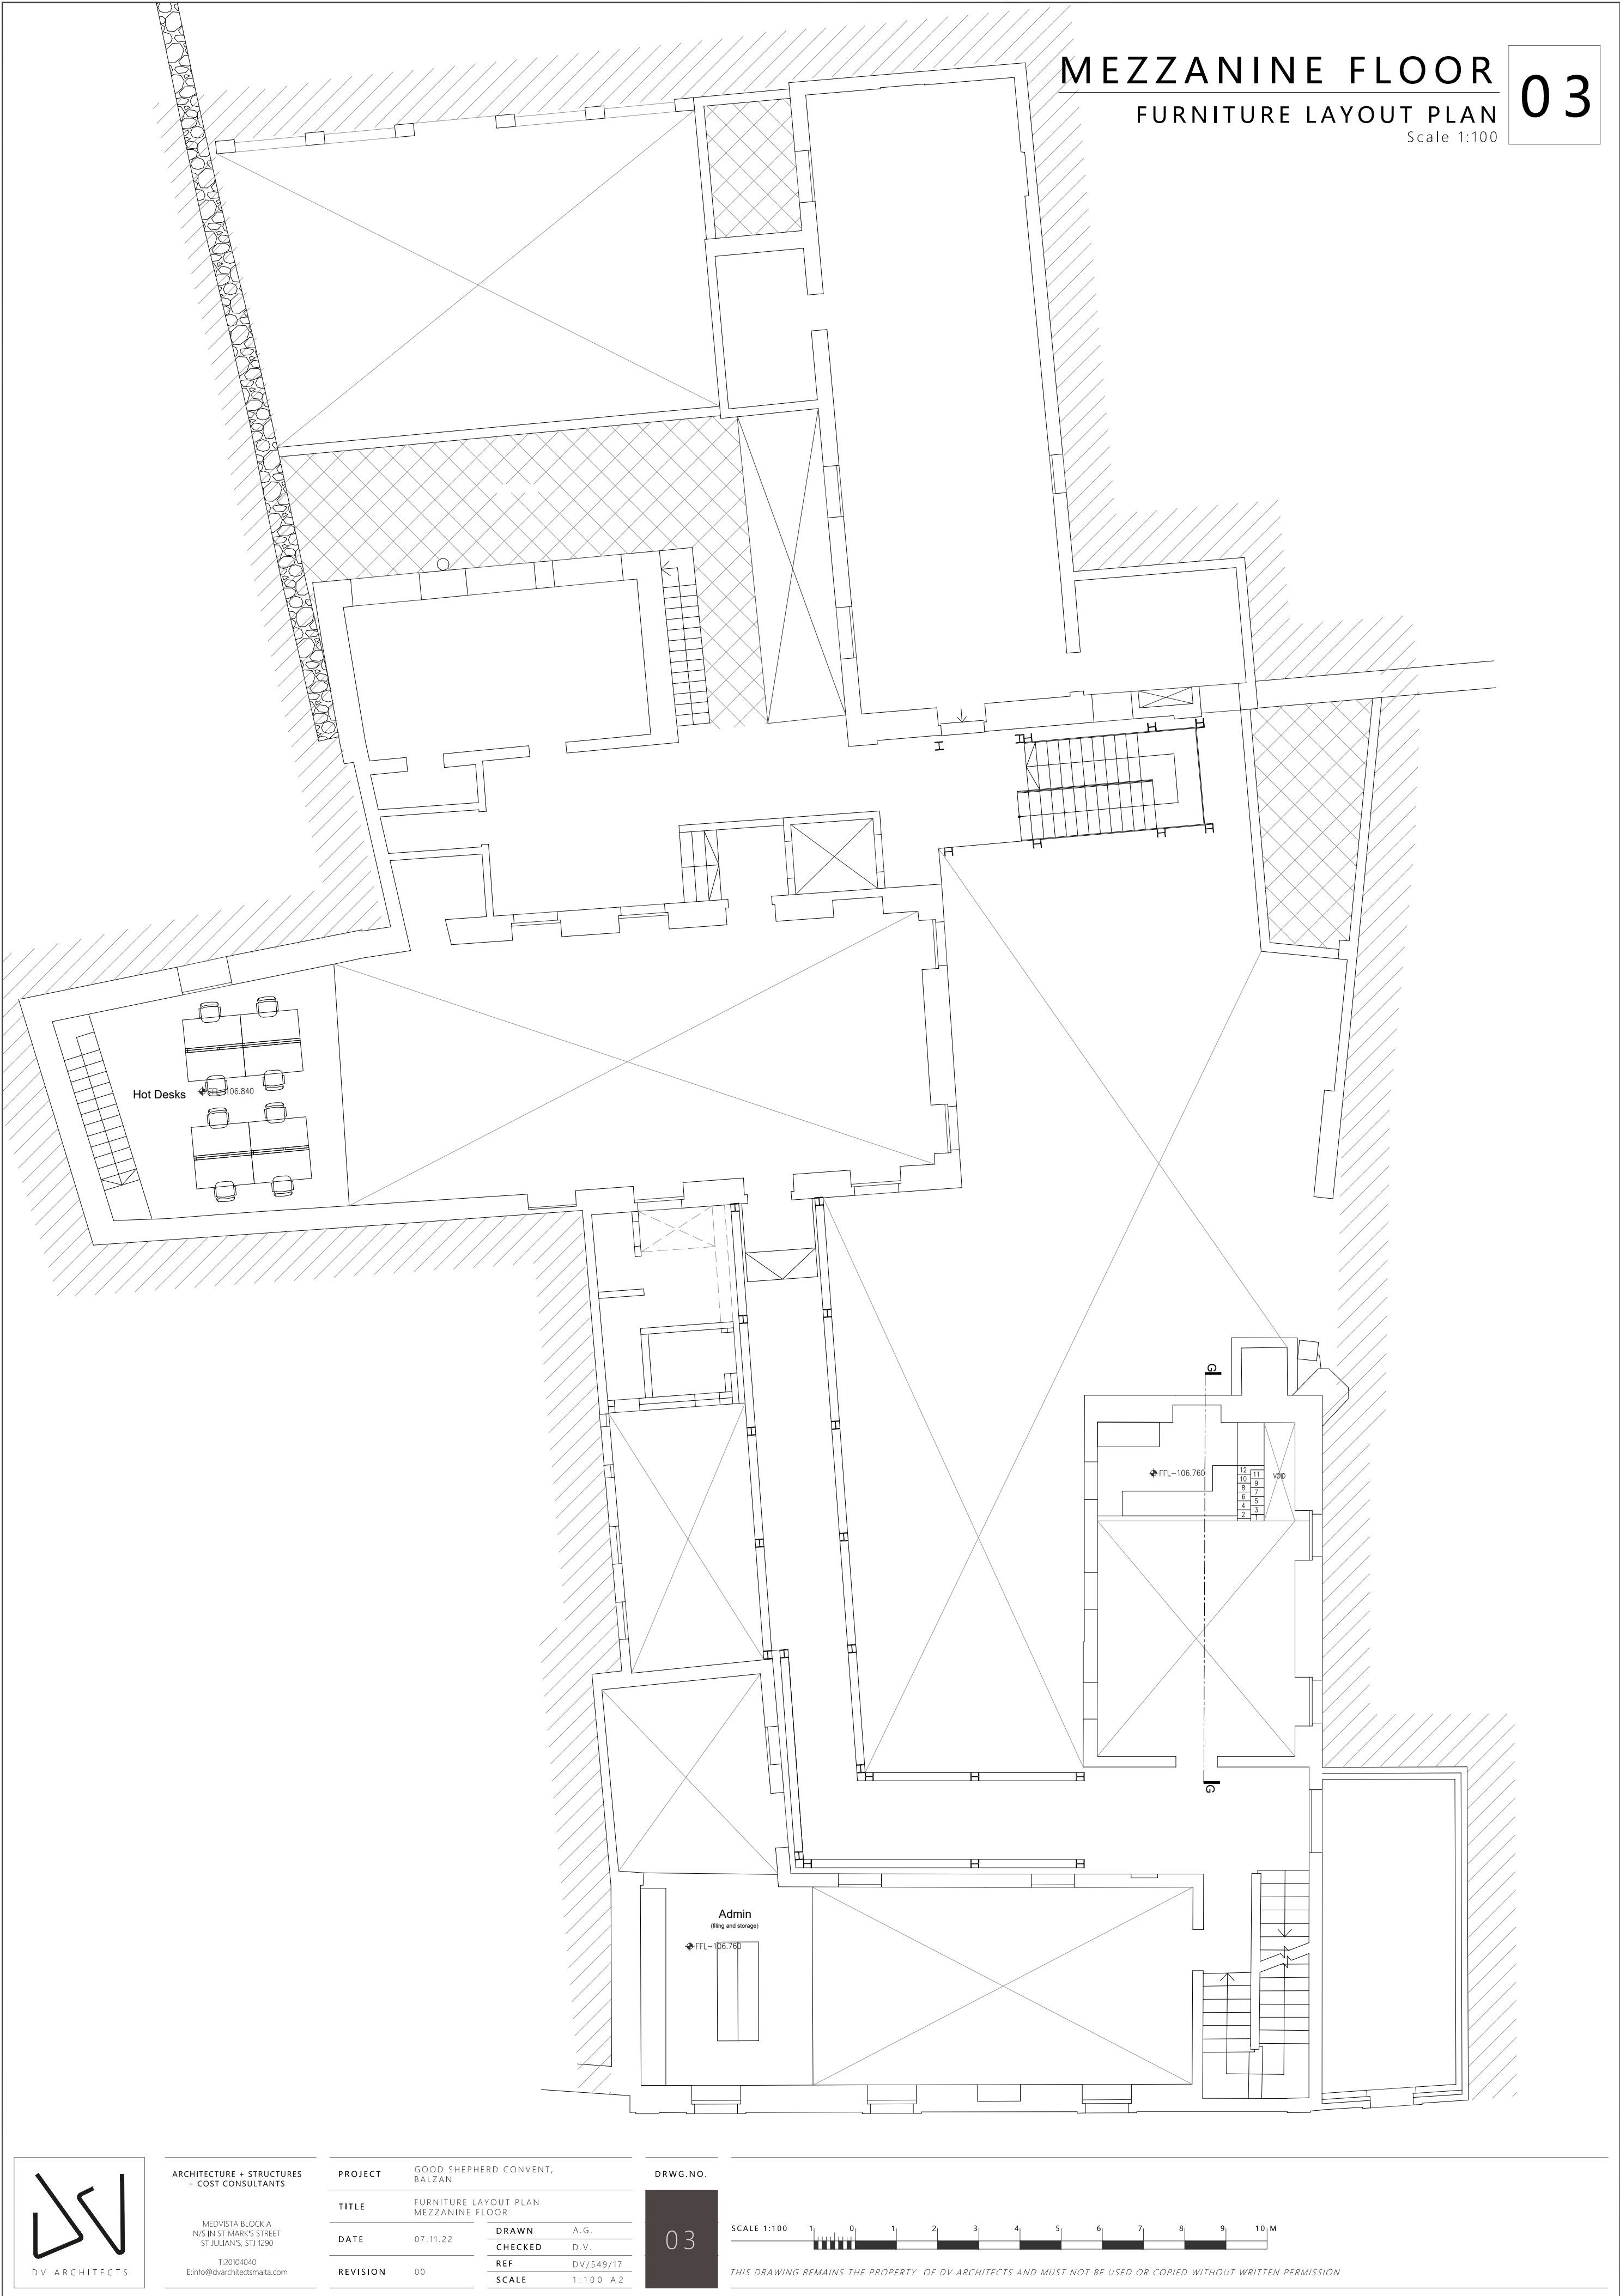 MEZZANINE FLOOR
03
FURNITURE LAYOUT PLAN
Scale 1:100
Hot Desks
FFL-106.840
G
FFL-106.760
VOID
12
11
10
9
8
7
6
5
4
3
2
1
G
Admin
(filing and storage)
FFL-106.760
DV ARCHITECTS
ARCHITECTURE + STRUCTURES
+ COST CONSULTANTS
MEDVISTA BLOCK A
N/S IN ST MARK'S STREET
ST JULIAN'S, STJ 1290
T:20104040
E:info@dvarchitectsmalta.com
PROJECT
GOOD SHEPHERD CONVENT,
BALZAN
TITLE
FURNITURE LAYOUT PLAN
MEZZANINE FLOOR
DATE
07.11.22
REVISION
00
DRAWN
A.G.
CHECKED
D.V.
REF
DV/549/17
SCALE
1:100 A2
DRWG.NO.
03
SCALE 1:100
1 0 1 2 3 4 5 6 7 8 9 10 M
THIS DRAWING REMAINS THE PROPERTY OF DV ARCHITECTS AND MUST NOT BE USED OR COPIED WITHOUT WRITTEN PERMISSION